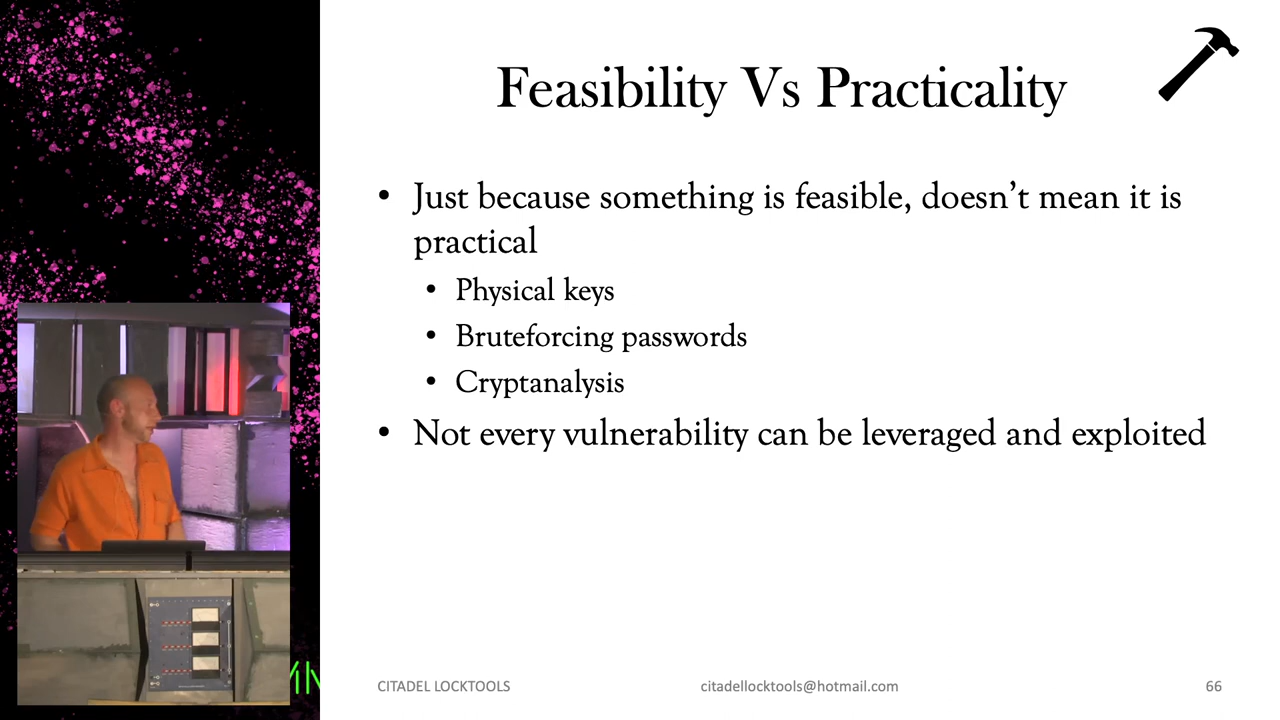 Feasibility Vs Practicality
• Just because something is feasible, doesn’t mean it is
practical
• Physical keys
• Bruteforcing passwords
• Cryptanalysis
• Not every vulnerability can be leveraged and exploited
CITADEL LOCKTOOLS
citadellocktools@hotmail.com
66